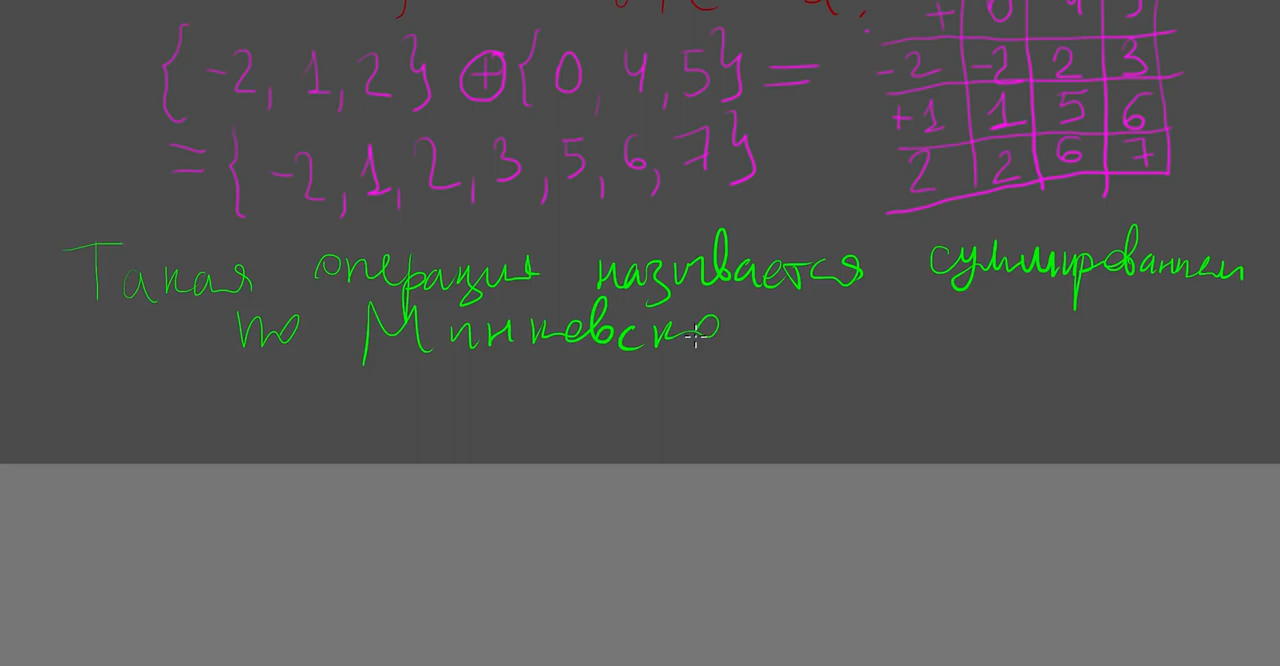 {-2, 1, 2} ⊕ {0, 4, 5} =
= {-2, 1, 2, 3, 5, 6, 7}
+ 0 4 5
-2 -2 2 3
+1 1 5 6
2 2 6 7
Такая операция называется суммированием
по Минковско